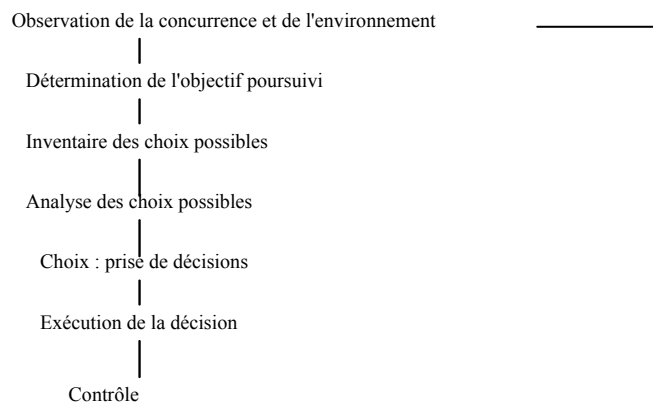 Observation de la concurrence et de l'environnement
Détermination de l'objectif poursuivi
Inventaire des choix possibles
Analyse des choix possibles
Choix : prise de décisions
Exécution de la décision
Contrôle